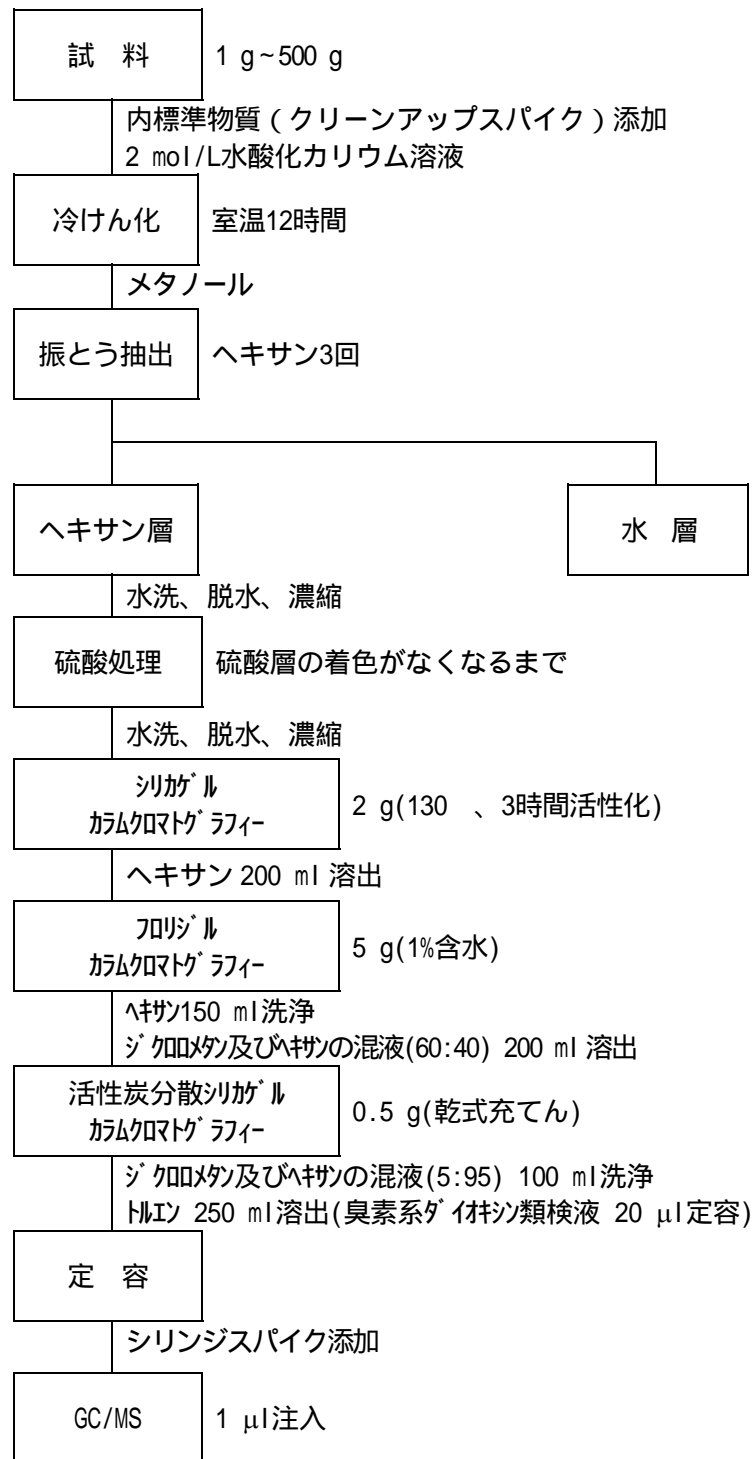 試 料
1 g~500 g
内標準物質(クリーンアップスパイク)添加
2 mol/L水酸化カリウム溶液
冷けん化
室温12時間
メタノール
振とう抽出
ヘキサン3回
ヘキサン層
水 層
水洗、脱水、濃縮
硫酸処理
硫酸層の着色がなくなるまで
水洗、脱水、濃縮
シリカゲル
カラムクロマトグラフィー
2 g(130 、3時間活性化)
ヘキサン 200 ml 溶出
フロリジル
カラムクロマトグラフィー
5 g(1%含水)
ヘキサン150 ml洗浄
ジクロロメタン及びヘキサンの混液(60:40) 200 ml 溶出
活性炭分散シリカゲル
カラムクロマトグラフィー
0.5 g(乾式充てん)
ジクロロメタン及びヘキサンの混液(5:95) 100 ml洗浄
トルエン 250 ml溶出(臭素系ダイオキシン類検液 20 μl定容)
定 容
シリンジスパイク添加
GC/MS
1 μl注入